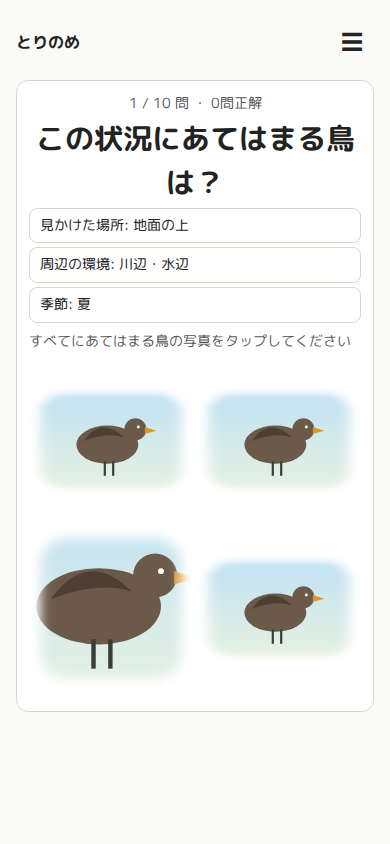 とりのめ
1 / 10 問 ・ 0問正解
この状況にあてはまる鳥
は？
見かけた場所: 地面の上
周辺の環境: 川辺・水辺
季節: 夏
すべてにあてはまる鳥の写真をタップしてください